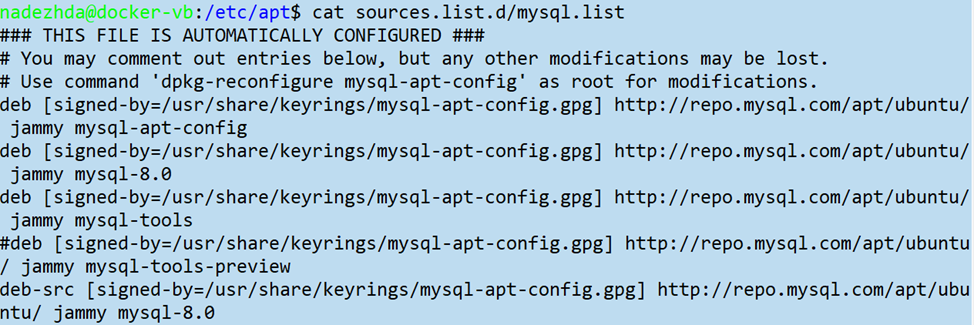 nadezhda@docker-vb:/etc/apt$ cat sources.list.d/mysql.list
### THIS FILE IS AUTOMATICALLY CONFIGURED ###
# You may comment out entries below, but any other modifications may be lost.
# Use command 'dpkg-reconfigure mysql-apt-config' as root for modifications.
deb [signed-by=/usr/share/keyrings/mysql-apt-config.gpg] http://repo.mysql.com/apt/ubuntu/
 jammy mysql-apt-config
deb [signed-by=/usr/share/keyrings/mysql-apt-config.gpg] http://repo.mysql.com/apt/ubuntu/
 jammy mysql-8.0
deb [signed-by=/usr/share/keyrings/mysql-apt-config.gpg] http://repo.mysql.com/apt/ubuntu/
 jammy mysql-tools
#deb [signed-by=/usr/share/keyrings/mysql-apt-config.gpg] http://repo.mysql.com/apt/ubuntu
/ jammy mysql-tools-preview
deb-src [signed-by=/usr/share/keyrings/mysql-apt-config.gpg] http://repo.mysql.com/apt/ubu
ntu/ jammy mysql-8.0